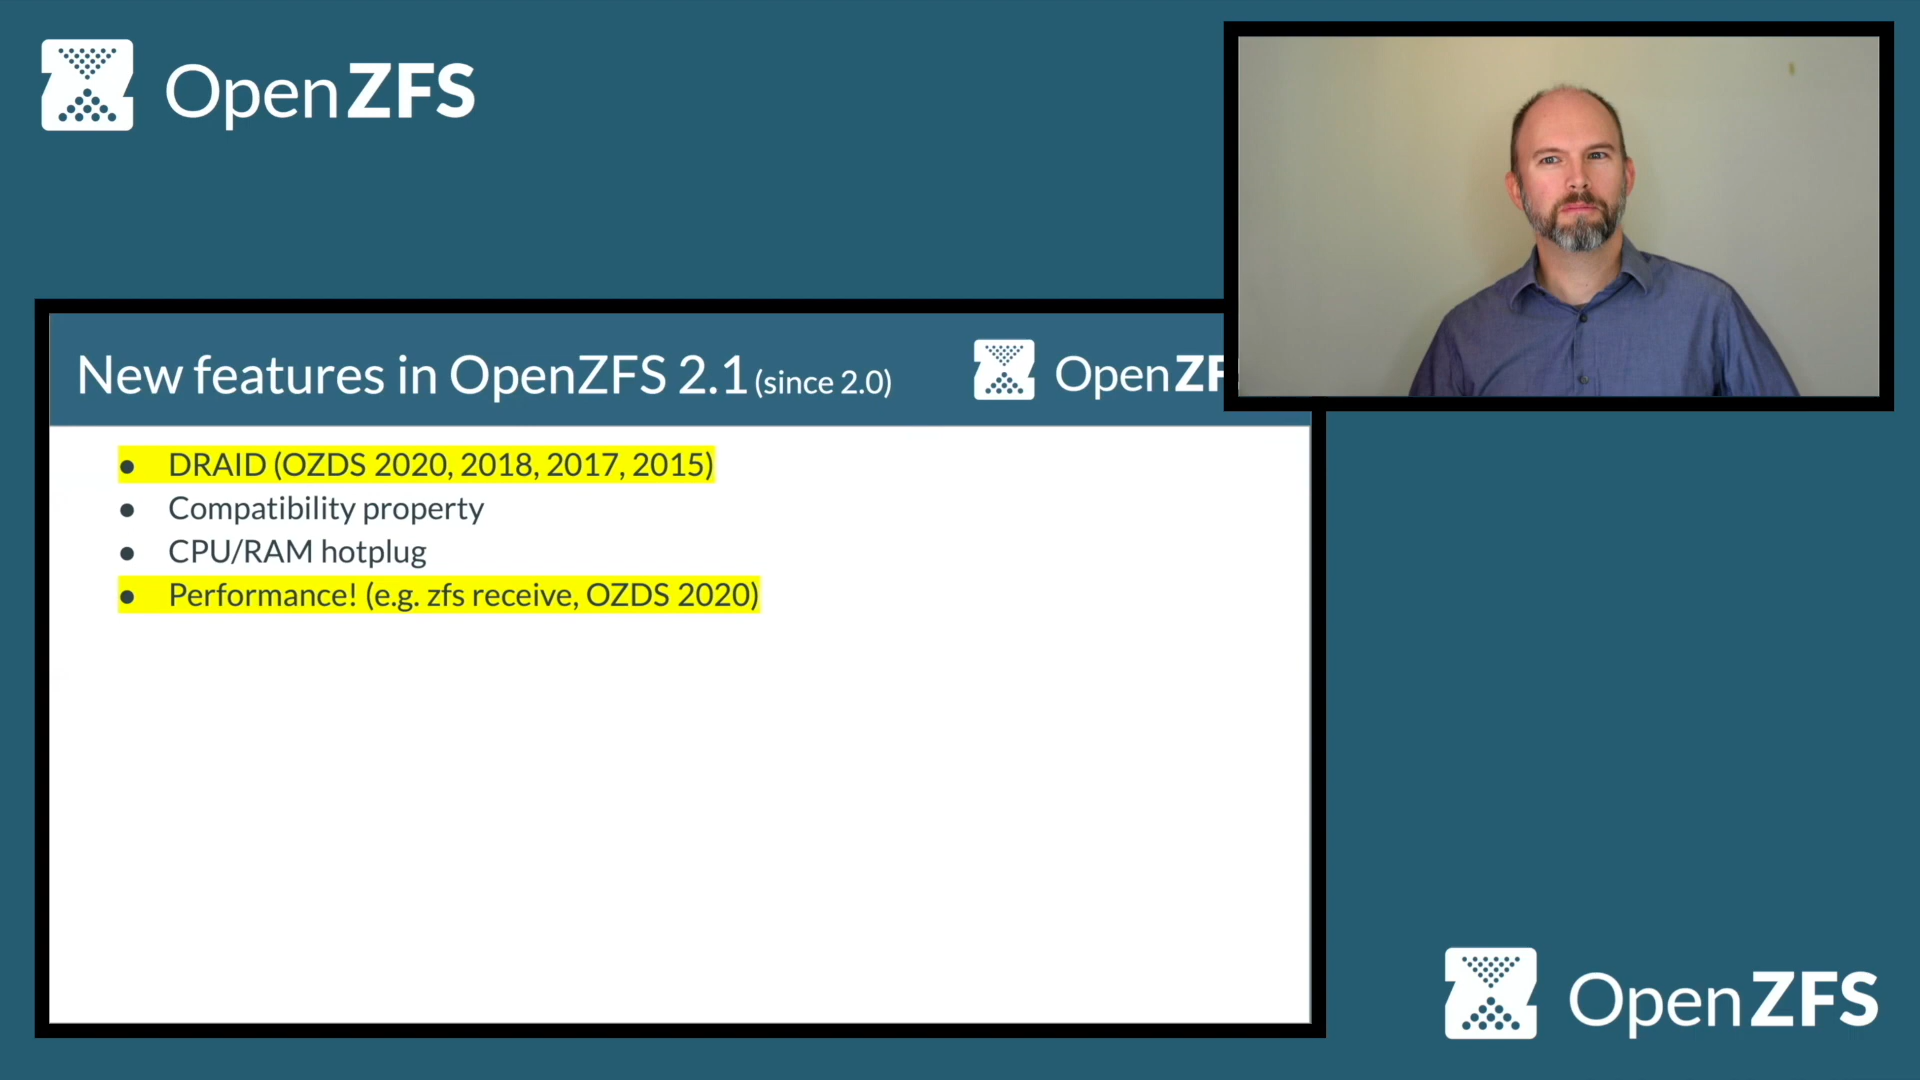 OpenZFS
New features in OpenZFS 2.1 (since 2.0)
OpenZF
● DRAID (OZDS 2020, 2018, 2017, 2015)
● Compatibility property
● CPU/RAM hotplug
● Performance! (e.g. zfs receive, OZDS 2020)
OpenZFS